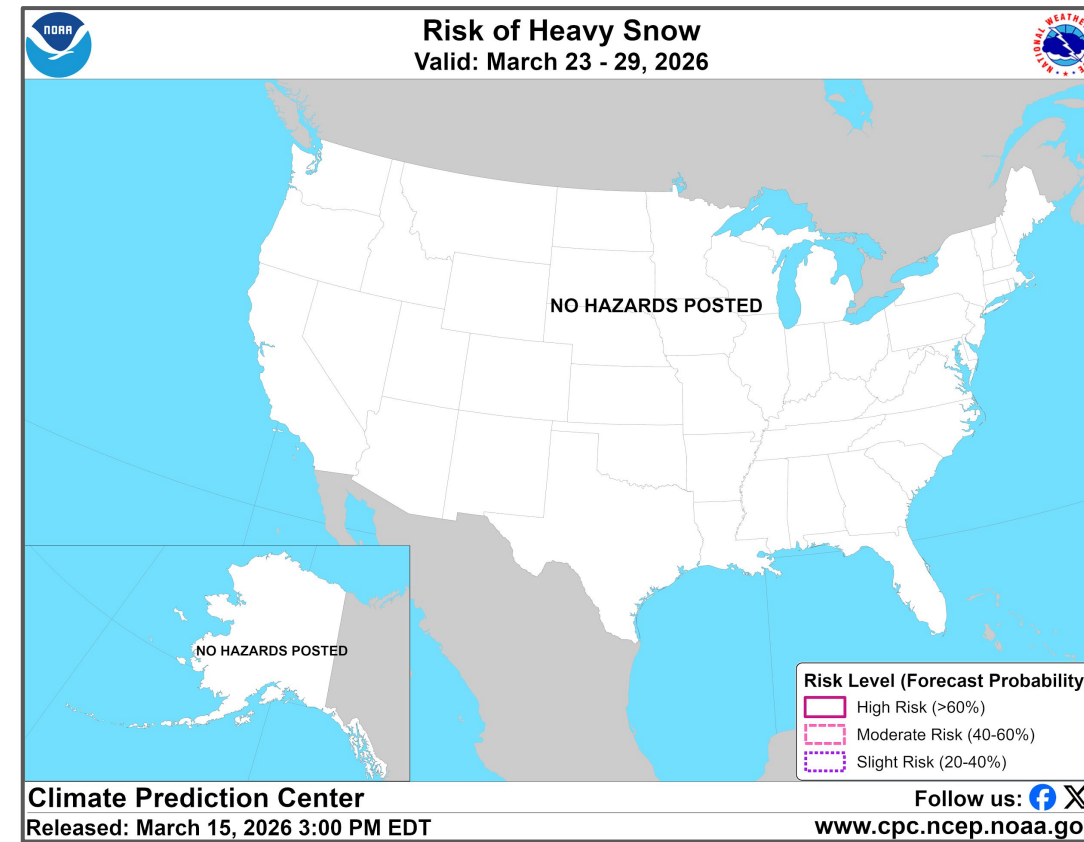 NOAA
Risk of Heavy Snow
Valid: March 23 - 29, 2026
NO HAZARDS POSTED
NO HAZARDS POSTED
Risk Level (Forecast Probability
High Risk (>60%)
Moderate Risk (40-60%)
Slight Risk (20-40%)
Climate Prediction Center
Follow us:
Released: March 15, 2026 3:00 PM EDT
www.cpc.ncep.noaa.go